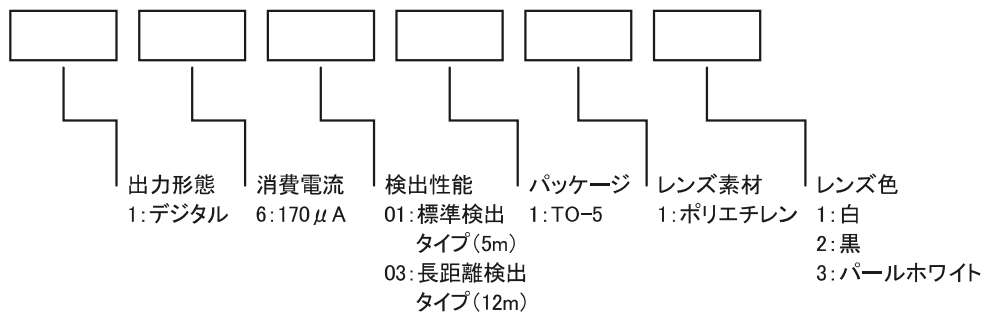 出力形態
1:デジタル
消費電流
6:170μA
検出性能
01:標準検出
タイプ(5m)
03:長距離検出
タイプ(12m)
パッケージ
1:TO-5
レンズ素材
1:ポリエチレン
レンズ色
1:白
2:黒
3:パールホワイト